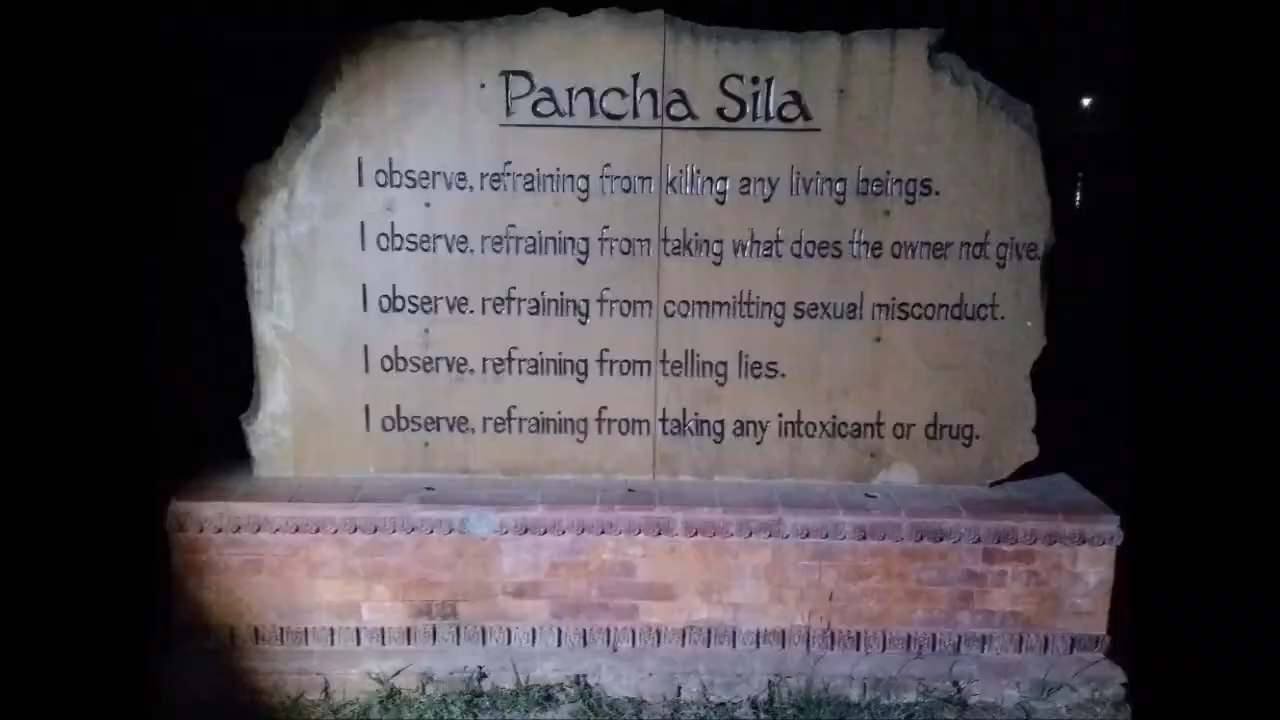 Pancha Sila
I observe, refraining from killing any living beings.
I observe. refraining from taking what does the owner not give.
I observe. refraining from committing sexual misconduct.
I observe, refraining from telling lies.
I observe, refraining from taking any intoxicant or drug.